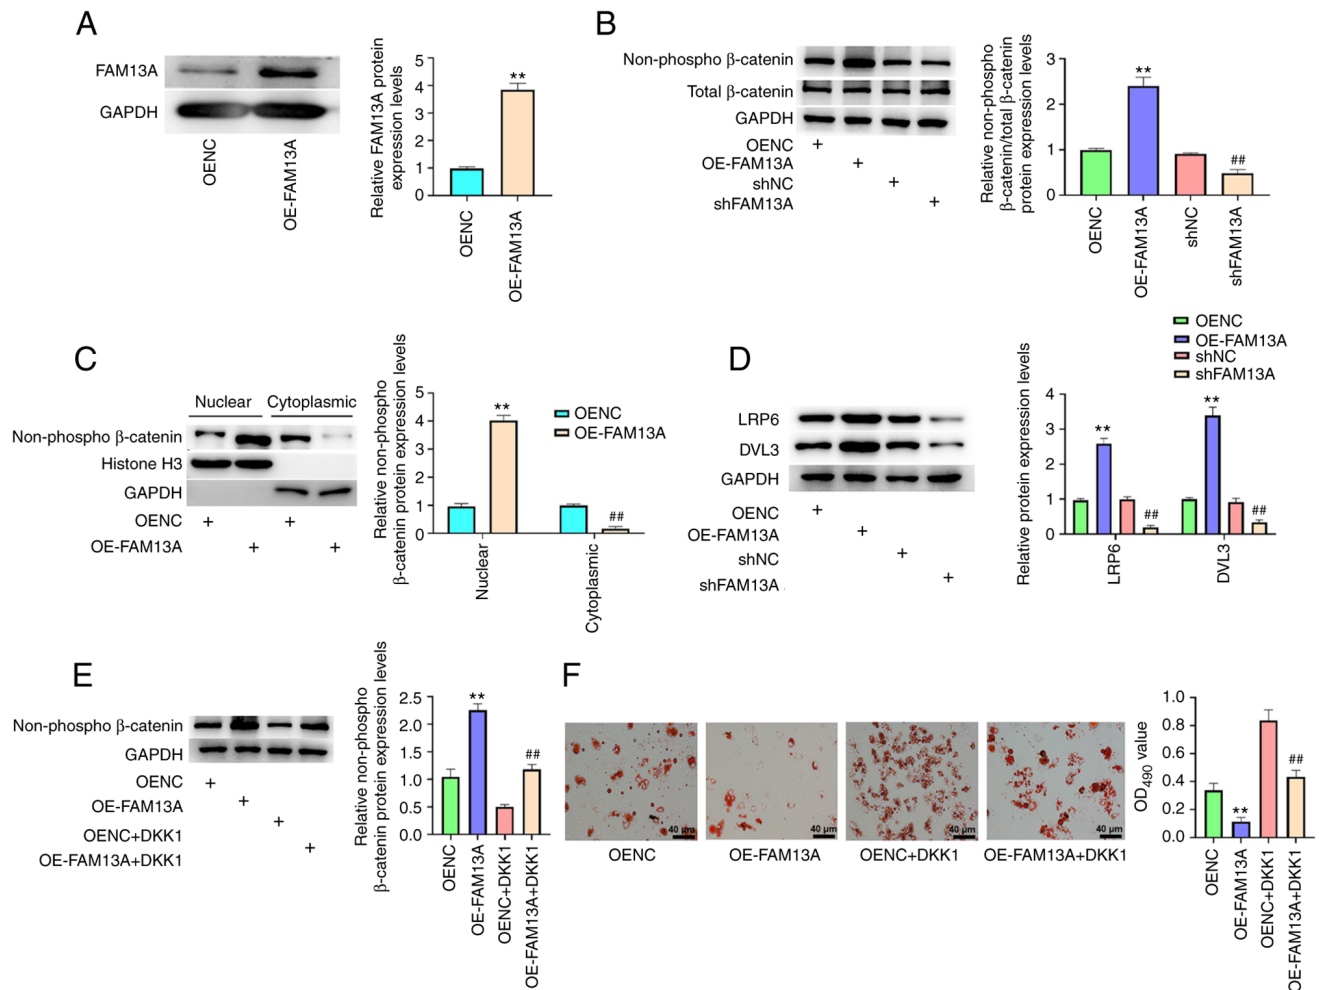 A
FAM13A
GAPDH
OENC
OE-FAM13A
Relative FAM13A protein
expression levels
5
4
3
2
1
0
**
OENC
OE-FAM13A
B
Non-phospho β-catenin
Total β-catenin
GAPDH
OENC +
OE-FAM13A +
shNC +
shFAM13A +
Relative non-phospho
β-catenin/total β-catenin
protein expression levels
3
2
1
0
**
##
OENC
OE-FAM13A
shNC
shFAM13A
C
Nuclear Cytoplasmic
Non-phospho β-catenin
Histone H3
GAPDH
OENC + +
OE-FAM13A + +
Relative non-phospho
β-catenin protein expression levels
5
4
3
2
1
0
**
##
Nuclear
Cytoplasmic
OENC
OE-FAM13A
D
LRP6
DVL3
GAPDH
OENC +
OE-FAM13A +
shNC +
shFAM13A +
OENC
OE-FAM13A
shNC
shFAM13A
Relative protein expression levels
4
3
2
1
0
**
##
**
##
LRP6
DVL3
E
Non-phospho β-catenin
GAPDH
OENC +
OE-FAM13A +
OENC+DKK1 +
OE-FAM13A+DKK1 +
Relative non-phospho
β-catenin protein expression levels
2.5
2.0
1.5
1.0
0.5
0.0
**
##
OENC
OE-FAM13A
OENC+DKK1
OE-FAM13A+DKK1
F
40 μm
40 μm
40 μm
40 μm
OENC
OE-FAM13A
OENC+DKK1
OE-FAM13A+DKK1
OD490 value
1.0
0.8
0.6
0.4
0.2
0.0
**
##
OENC
OE-FAM13A
OENC+DKK1
OE-FAM13A+DKK1